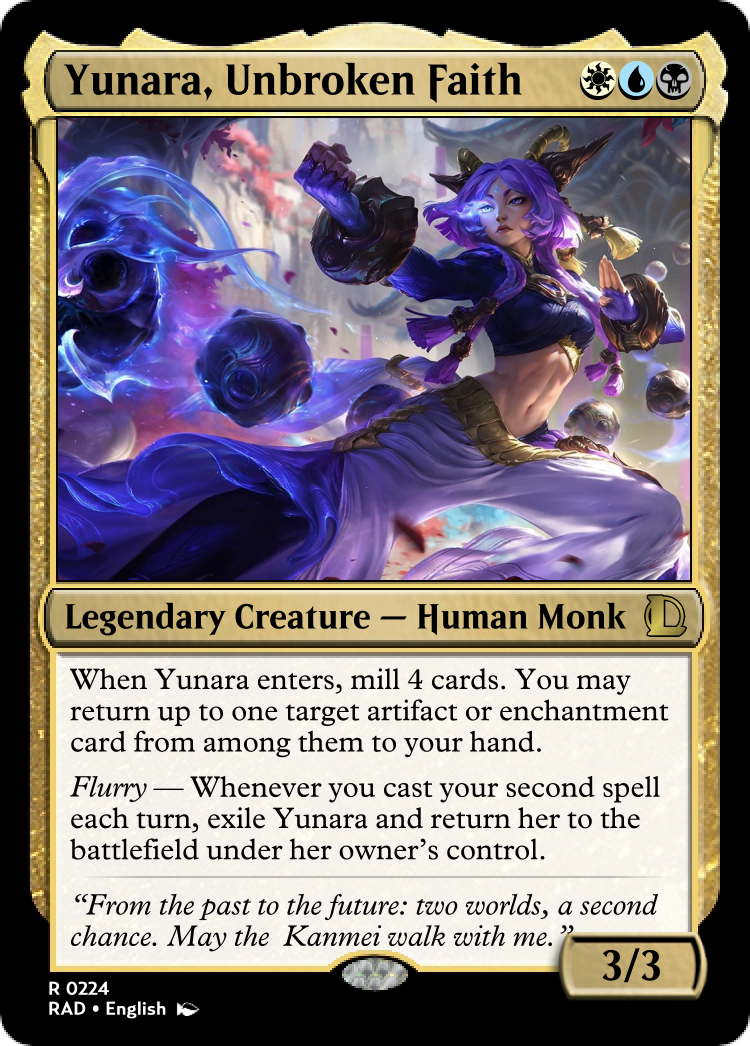 Yunara, Unbroken Faith
Legendary Creature — Human Monk
When Yunara enters, mill 4 cards. You may
return up to one target artifact or enchantment
card from among them to your hand.
Flurry — Whenever you cast your second spell
each turn, exile Yunara and return her to the
battlefield under her owner's control.
“From the past to the future: two worlds, a second
chance. May the  Kanmei walk with me.”
3/3
R 0224
RAD • English